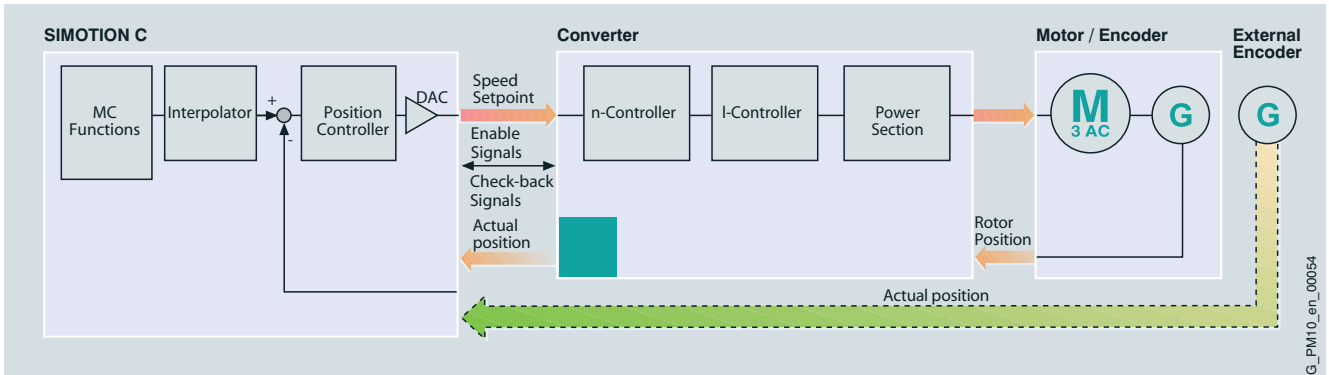 SIMOTION C
Converter
Motor / Encoder
External
Encoder
MC
Functions
Interpolator
+
-
Position
Controller
DAC
Speed
Setpoint
Enable
Signals
Check-back
Signals
Actual
position
n-Controller
I-Controller
Power
Section
Rotor
Position
M
3 AC
G
G
Actual position
G_PM10_en_00054